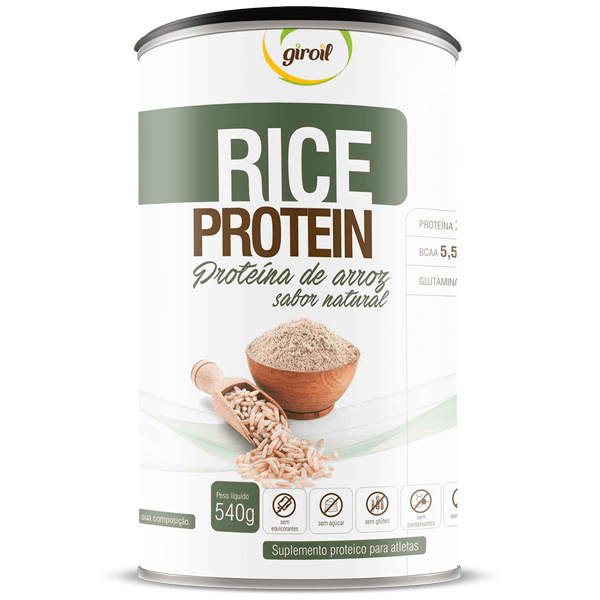 giroil
RICE
PROTEIN
Proteína de arroz
sabor natural
PROTEÍNA
BCAA 5,5
GLUTAMINA
sua composição.
Peso líquido
540g
sem
edulcorantes
sem açúcar
sem glúten
sem
conservantes
Suplemento proteico para atletas